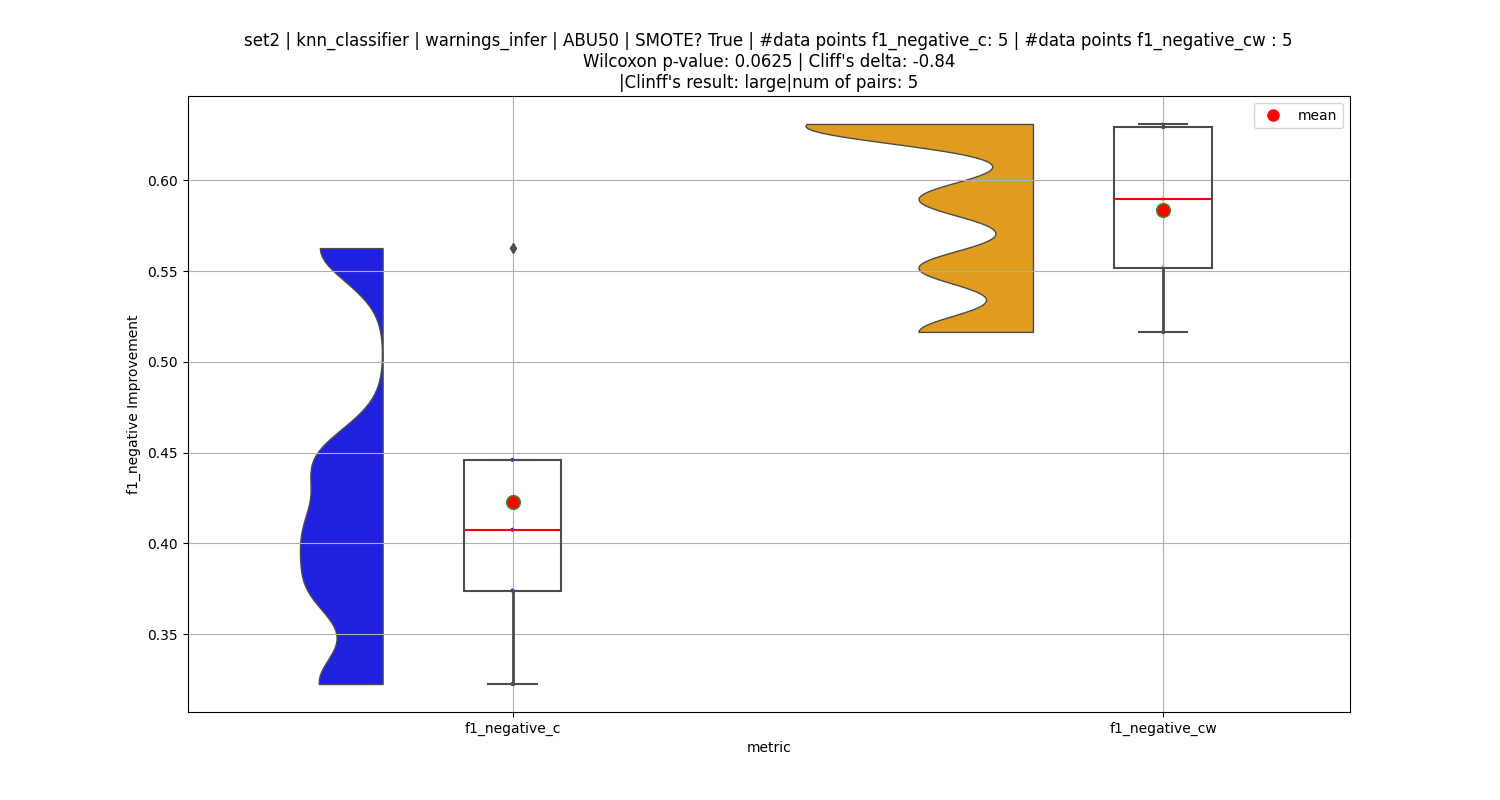 set2 | knn_classifier | warnings_infer | ABU50 | SMOTE? True | #data points f1_negative_c: 5 | #data points f1_negative_cw : 5
Wilcoxon p-value: 0.0625 | Cliff's delta: -0.84
|Clinff's result: large|num of pairs: 5
mean
0.60
0.55
0.50
0.45
0.40
0.35
f1_negative Improvement
f1_negative_c
f1_negative_cw
metric